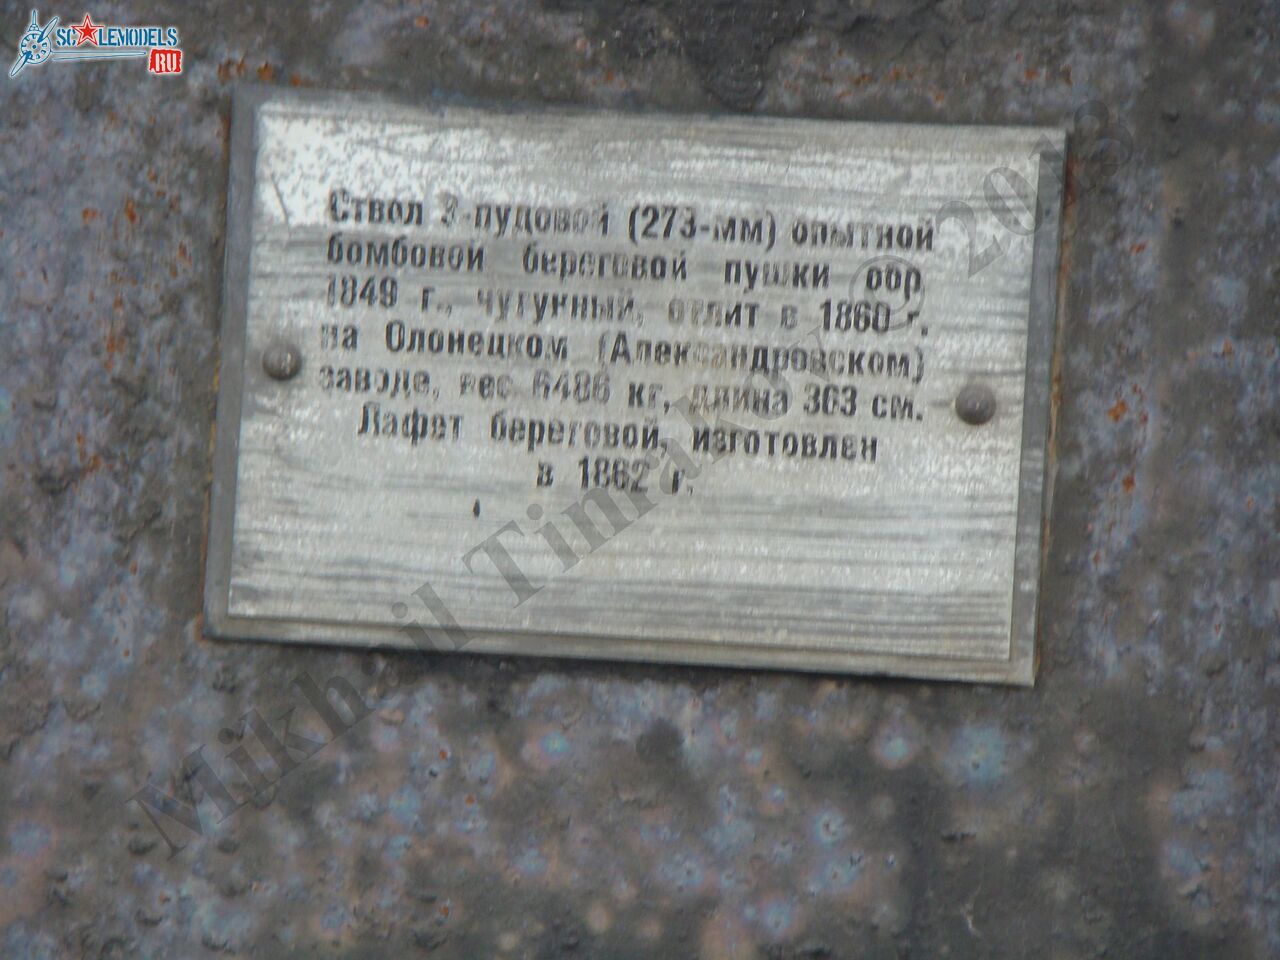 SCALEMODELS
RU
Ствол 3-пудовой (273-мм) опытной
бомбовой береговой пушки обр.
1849 г., чугунный, отлит в 1860 г.
на Олонецком (Александровском)
заводе, вес 6486 кг, длина 363 см.
Лафет береговой, изготовлен
в 1862 г.
Mikhail Timrakov © 2013